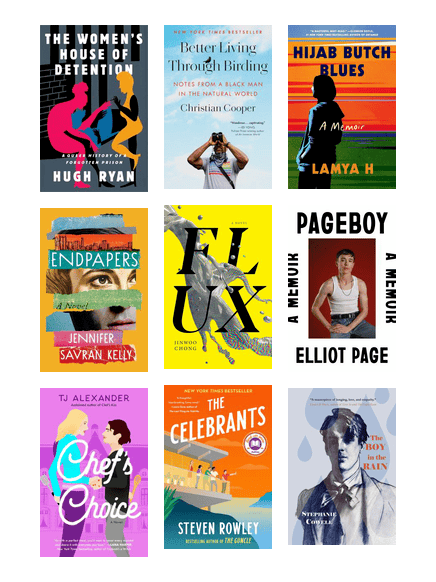 THE WOMEN'S
HOUSE OF
DETENTION
A QUEER HISTORY OF A
FORGOTTEN PRISON
HUGH RYAN
NEW YORK TIMES BESTSELLER
Better Living
Through Birding
NOTES FROM A BLACK MAN
IN THE NATURAL WORLD
Christian Cooper
HIJAB BUTCH
BLUES
A Memoir
LAMYA H
ENDPAPERS
A Novel
JENNIFER
SAVRAN KELLY
A NOVEL
FL
UX
JINWOO
CHONG
PAGEBOY
A MEMOIR
A MEMOIR
ELLIOT PAGE
TJ ALEXANDER
Chef's
Choice
A Novel
NEW YORK TIMES BESTSELLER
THE
CELEBRANTS
STEVEN ROWLEY
BESTSELLING AUTHOR OF THE GUNCLE
The
BOY
in the
RAIN
STEPHANIE
COWELL